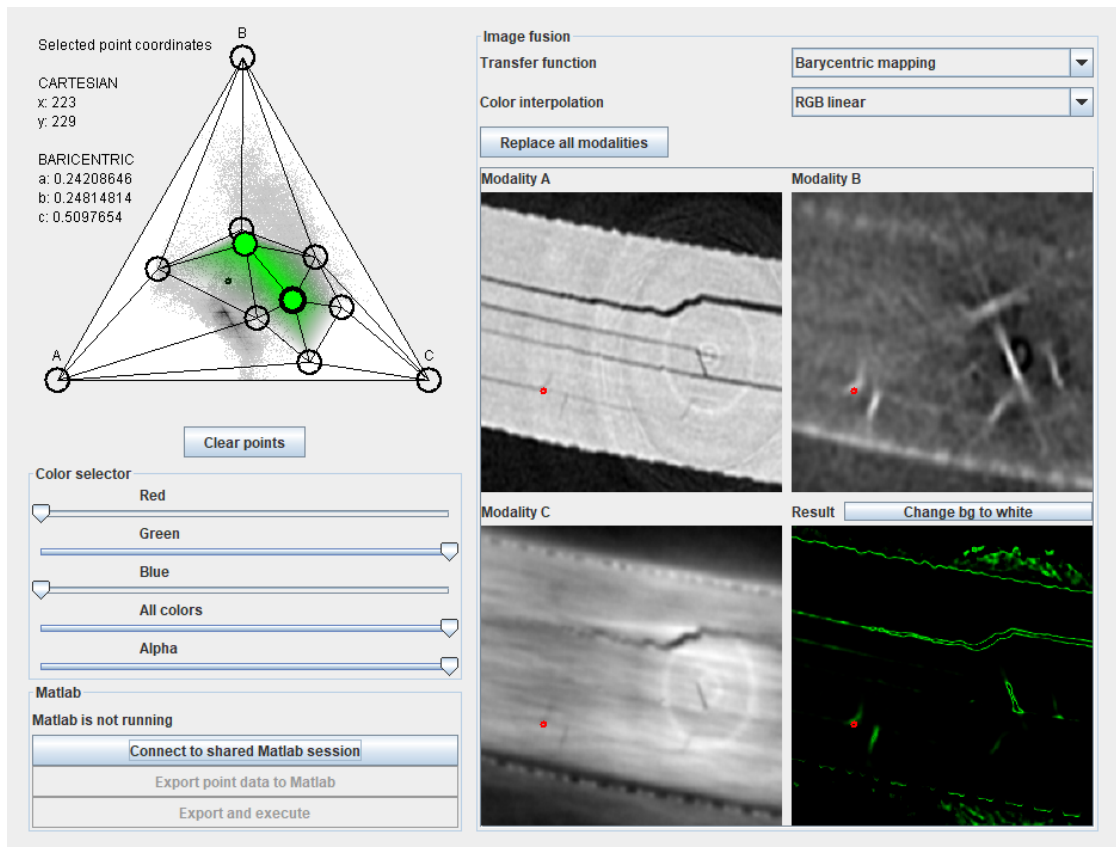 Selected point coordinates
B
CARTESIAN
x: 223
y: 229
BARICENTRIC
a: 0.24208646
b: 0.24814814
c: 0.5097654
A
C
Clear points
Color selector
Red
Green
Blue
All colors
Alpha
Matlab
Matlab is not running
Connect to shared Matlab session
Export point data to Matlab
Export and execute
Image fusion
Transfer function
Barycentric mapping
Color interpolation
RGB linear
Replace all modalities
Modality A
Modality B
Modality C
Result
Change bg to white